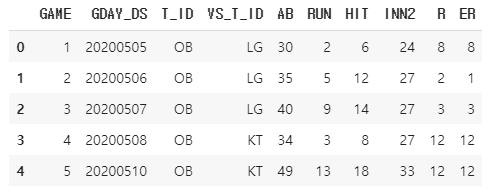 GAME GDAY_DS T_ID VS_T_ID AB RUN HIT INN2 R ER
0 1 20200505 OB LG 30 2 6 24 8 8
1 2 20200506 OB LG 35 5 12 27 2 1
2 3 20200507 OB LG 40 9 14 27 3 3
3 4 20200508 OB KT 34 3 8 27 12 12
4 5 20200510 OB KT 49 13 18 33 12 12